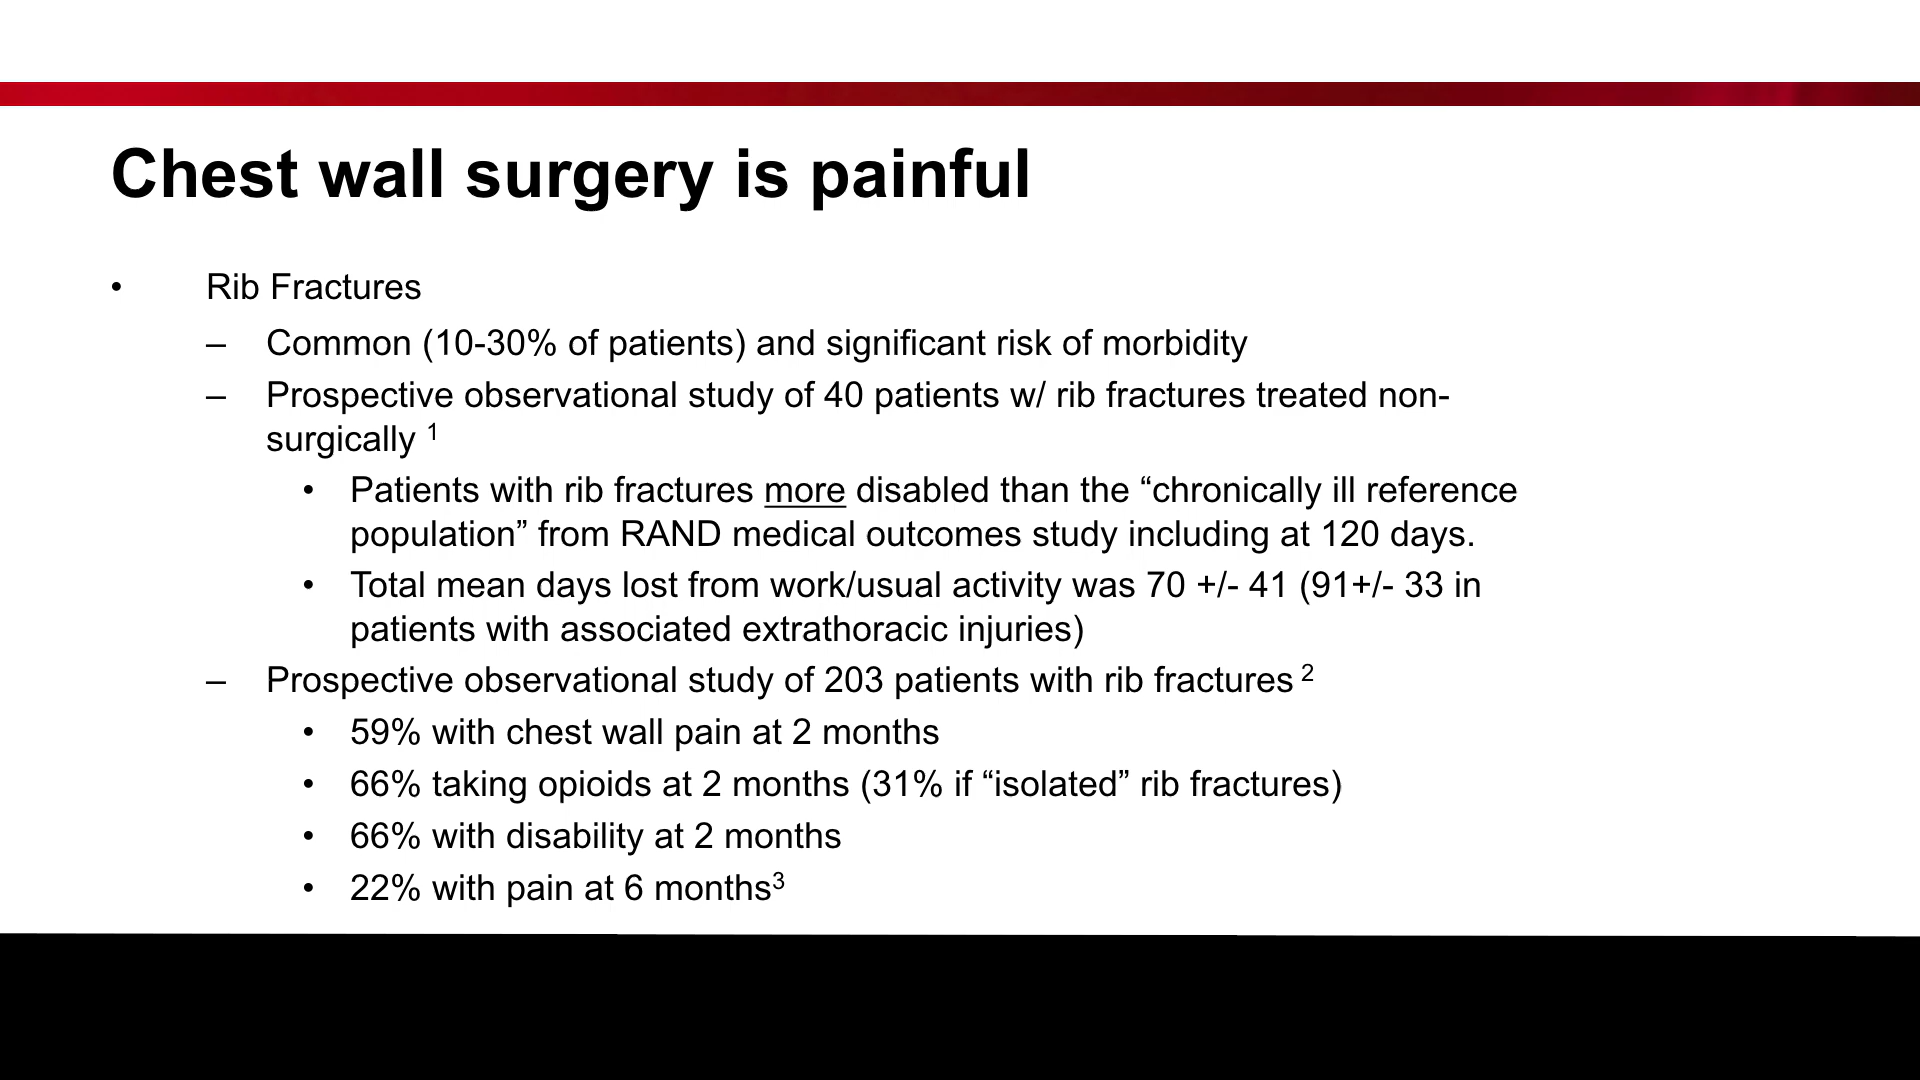 Chest wall surgery is painful
• Rib Fractures
– Common (10-30% of patients) and significant risk of morbidity
– Prospective observational study of 40 patients w/ rib fractures treated non-
surgically 1
• Patients with rib fractures more disabled than the “chronically ill reference
population” from RAND medical outcomes study including at 120 days.
• Total mean days lost from work/usual activity was 70 +/- 41 (91+/- 33 in
patients with associated extrathoracic injuries)
– Prospective observational study of 203 patients with rib fractures 2
• 59% with chest wall pain at 2 months
• 66% taking opioids at 2 months (31% if “isolated” rib fractures)
• 66% with disability at 2 months
• 22% with pain at 6 months3